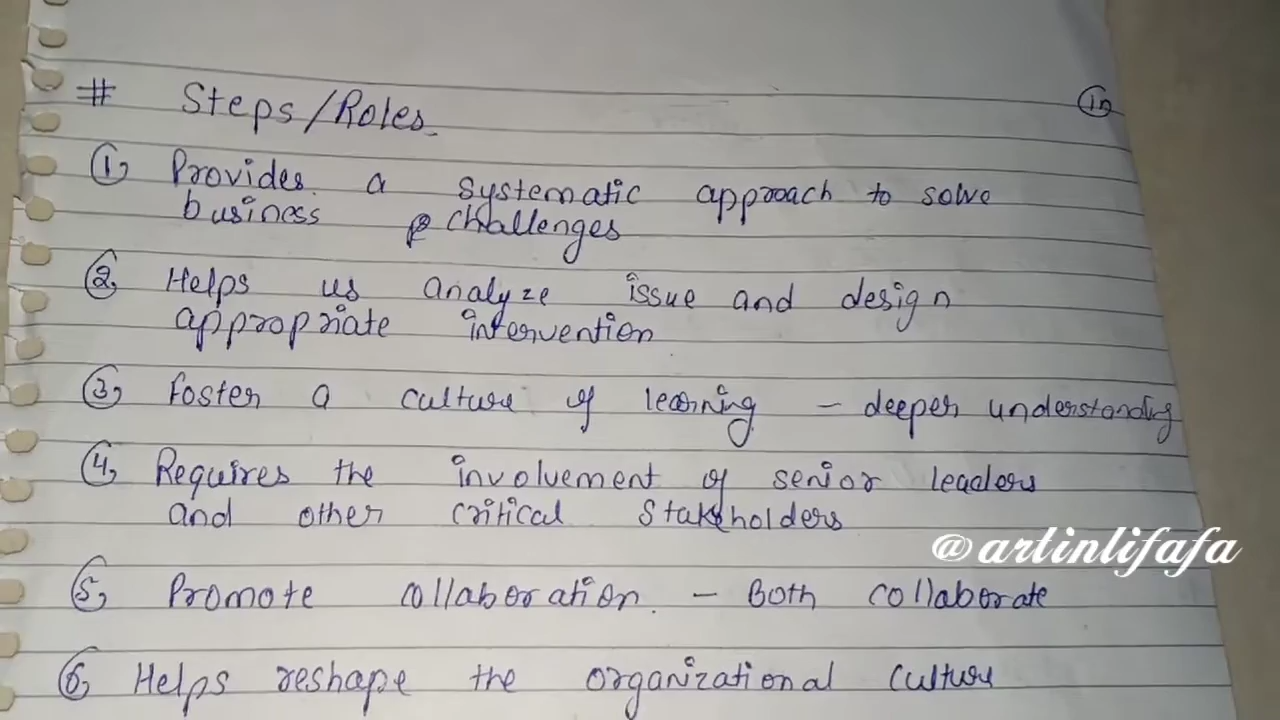 # Steps/Roles
① Provides a systematic approach to solve
business challenges
② Helps us analyze issue and design
appropriate intervention
③ Foster a culture of learning - deeper understanding
④ Requires the involvement of senior leaders
and other critical Stakeholders
⑤ Promote collaboration. - Both collaborate
@artinlifafa
⑥ Helps reshape the organizational culture